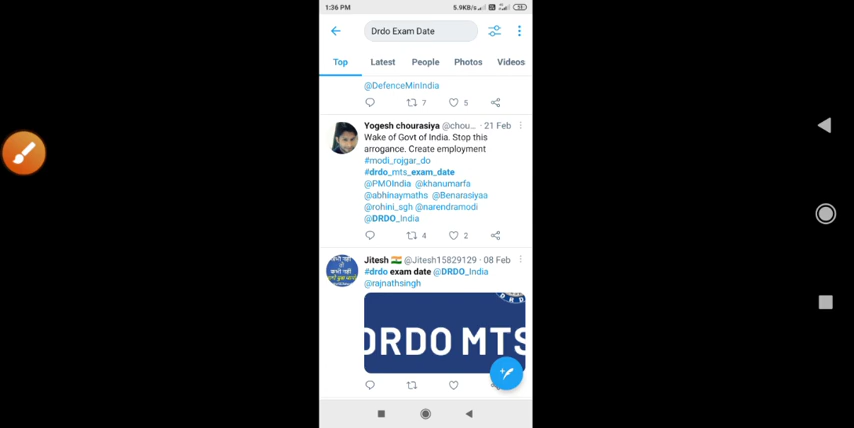 1:36 PM
5.9KB/s
Drdo Exam Date
Top Latest People Photos Videos
@DefenceMinIndia
7 5
Yogesh chourasiya @chou... · 21 Feb
Wake of Govt of India. Stop this
arrogance. Create employment
#modi_rojgar_do
#drdo_mts_exam_date
@PMOIndia @khanumarfa
@abhinaymaths @Benarasiyaa
@rohini_sgh @narendramodi
@DRDO_India
4 2
Jitesh @Jitesh15829129 · 08 Feb
#drdo exam date @DRDO_India
@rajnathsingh
DRDO MTS